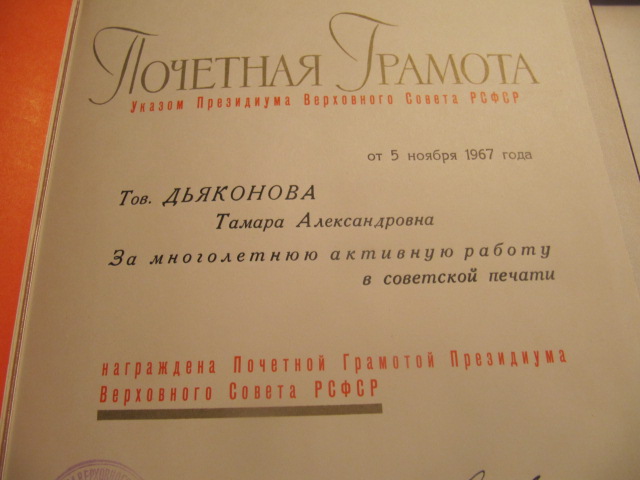 Почетная Грамота
Указом Президиума Верховного Совета РСФСР
от 5 ноября 1967 года
Тов. ДЬЯКОНОВА
Тамара Александровна
За многолетнюю активную работу
в советской печати
награждена Почетной Грамотой Президиума
Верховного Совета РСФСР